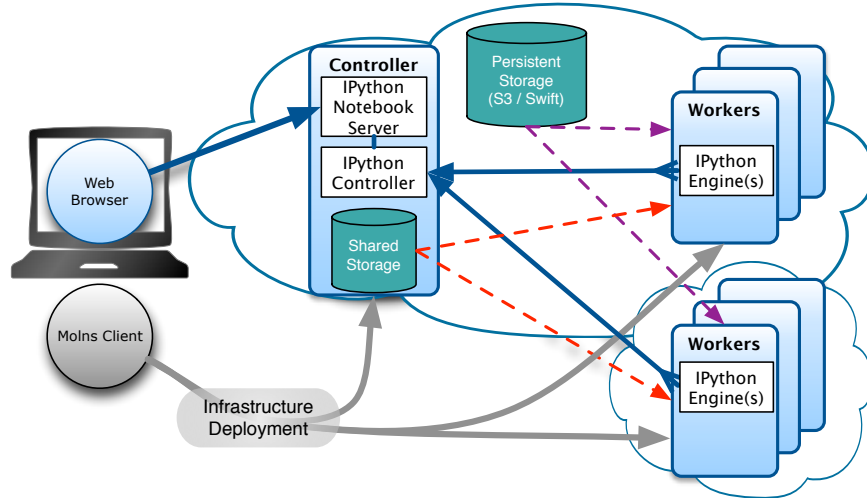 Controller
IPython
Notebook
Server
IPython
Controller
Shared
Storage
Persistent
Storage
(S3 / Swift)
Workers
IPython
Engine(s)
Web
Browser
Molns Client
Infrastructure
Deployment
Workers
IPython
Engine(s)